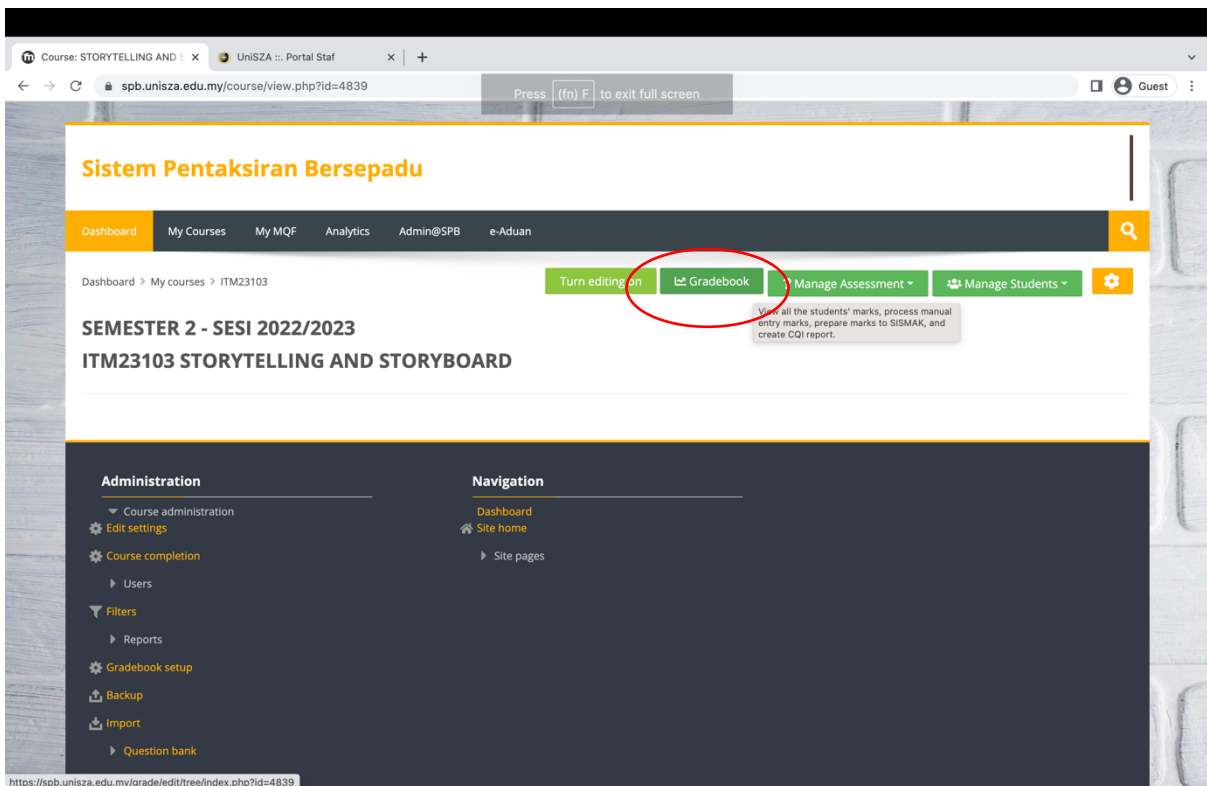 Course: STORYTELLING AND S
UniSZA ::. Portal Staf
spb.unisza.edu.my/course/view.php?id=4839
Guest
Press (fn) F to exit full screen
Sistem Pentaksiran Bersepadu
Dashboard My Courses My MQF Analytics Admin@SPB e-Aduan
Dashboard > My courses > ITM23103
Turn editing on Gradebook Manage Assessment Manage Students
View all the students' marks, process manual
entry marks, prepare marks to SISMAK, and
create CQI report.
SEMESTER 2 - SESI 2022/2023
ITM23103 STORYTELLING AND STORYBOARD
Administration
Course administration
Edit settings
Course completion
Users
Filters
Reports
Gradebook setup
Backup
Import
Question bank
Navigation
Dashboard
Site home
Site pages
https://spb.unisza.edu.my/grade/edit/tree/index.php?id=4839